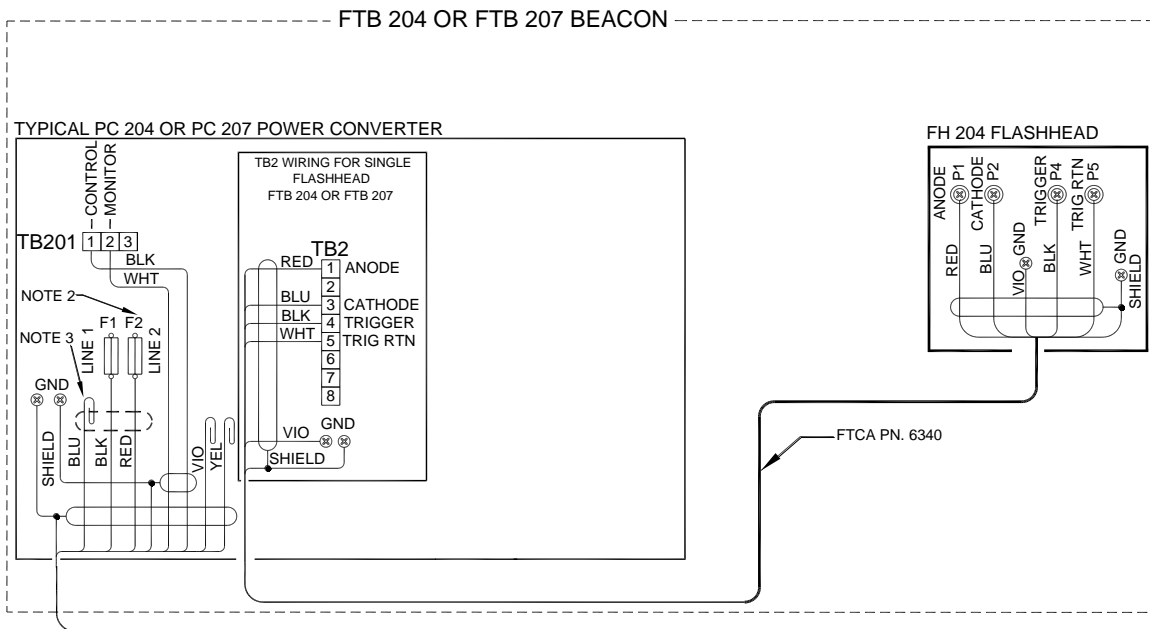 FTB 204 OR FTB 207 BEACON
TYPICAL PC 204 OR PC 207 POWER CONVERTER
CONTROL
MONITOR
TB201 1 2 3
BLK
WHT
NOTE 2
F1 F2
LINE 1
LINE 2
NOTE 3
GND
SHIELD
BLU
BLK
RED
VIO
YEL
TB2 WIRING FOR SINGLE
FLASHHEAD
FTB 204 OR FTB 207
TB2
RED 1 ANODE
2
BLU 3 CATHODE
BLK 4 TRIGGER
WHT 5 TRIG RTN
6
7
8
VIO GND
SHIELD
FH 204 FLASHHEAD
ANODE P1
CATHODE P2
TRIGGER P4
TRIG RTN P5
RED
BLU
VIO GND
BLK
WHT
GND
SHIELD
FTCA PN. 6340